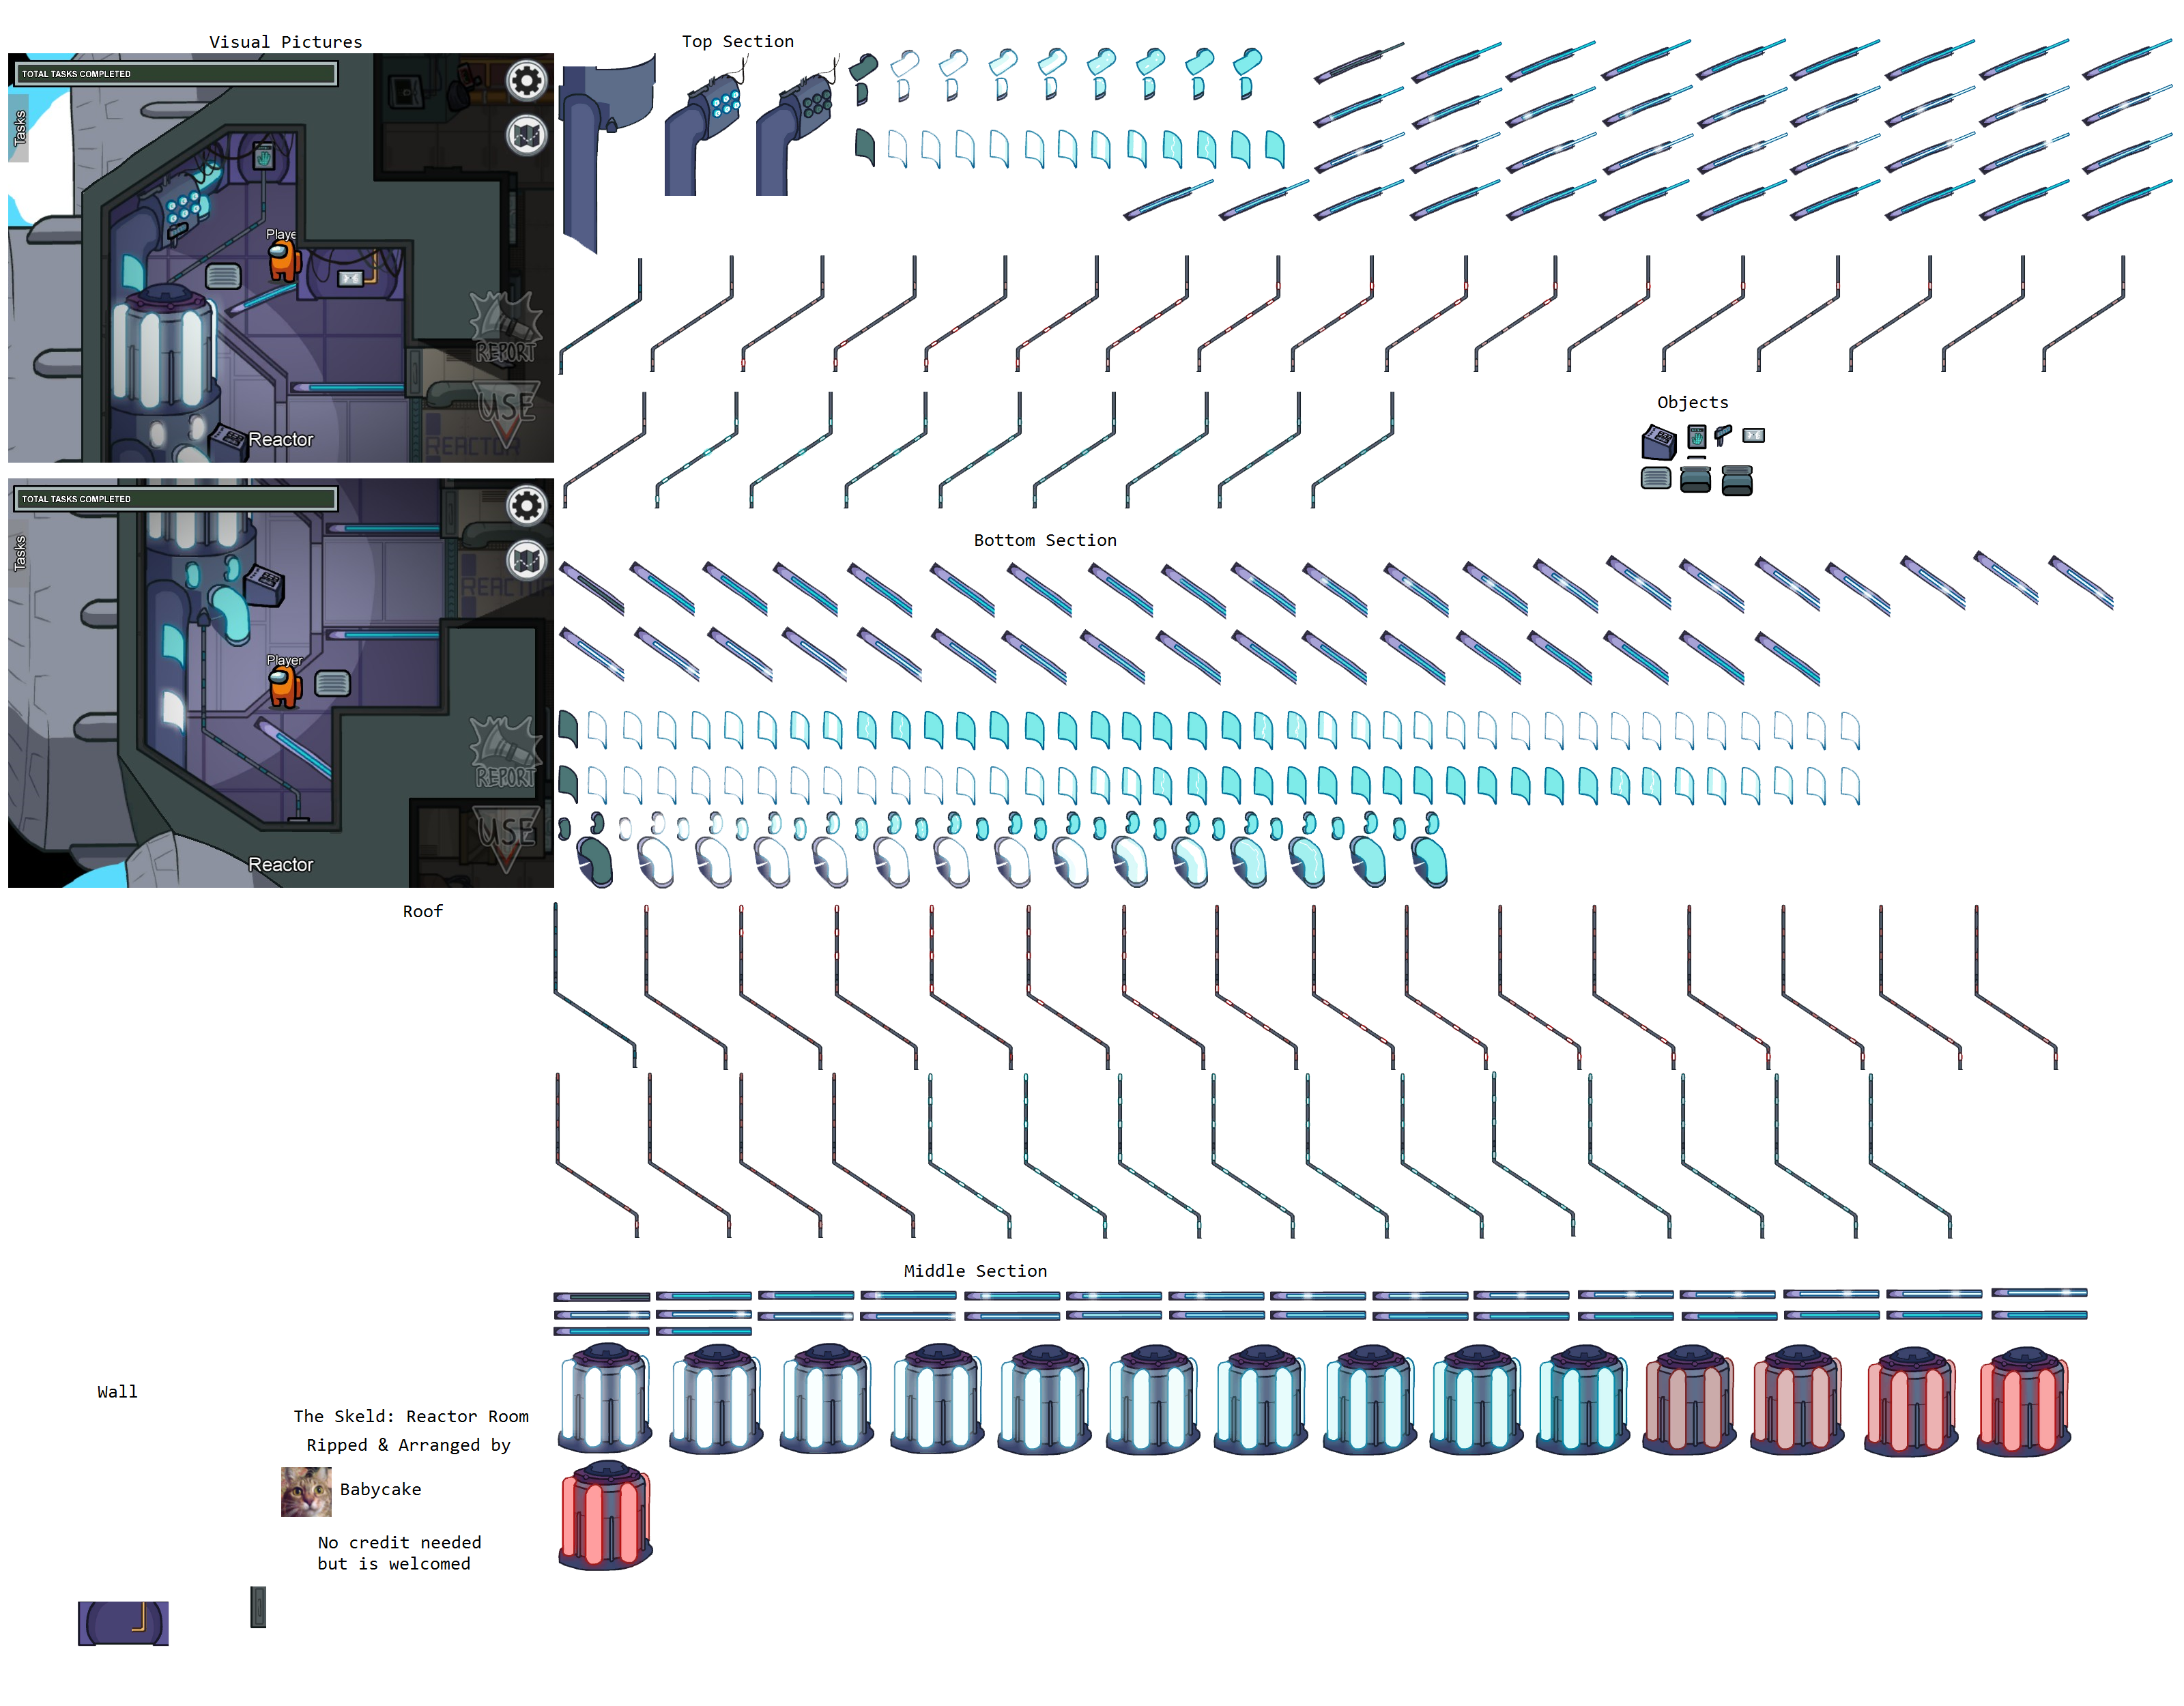 Visual Pictures
Top Section
TOTAL TASKS COMPLETED
Tasks
Playe
REPORT
USE
REACTOR
Reactor
Objects
TOTAL TASKS COMPLETED
Tasks
REACTOR
Bottom Section
Player
REPORT
USE
Reactor
Roof
Middle Section
Wall
The Skeld: Reactor Room
Ripped & Arranged by
Babycake
No credit needed
but is welcomed